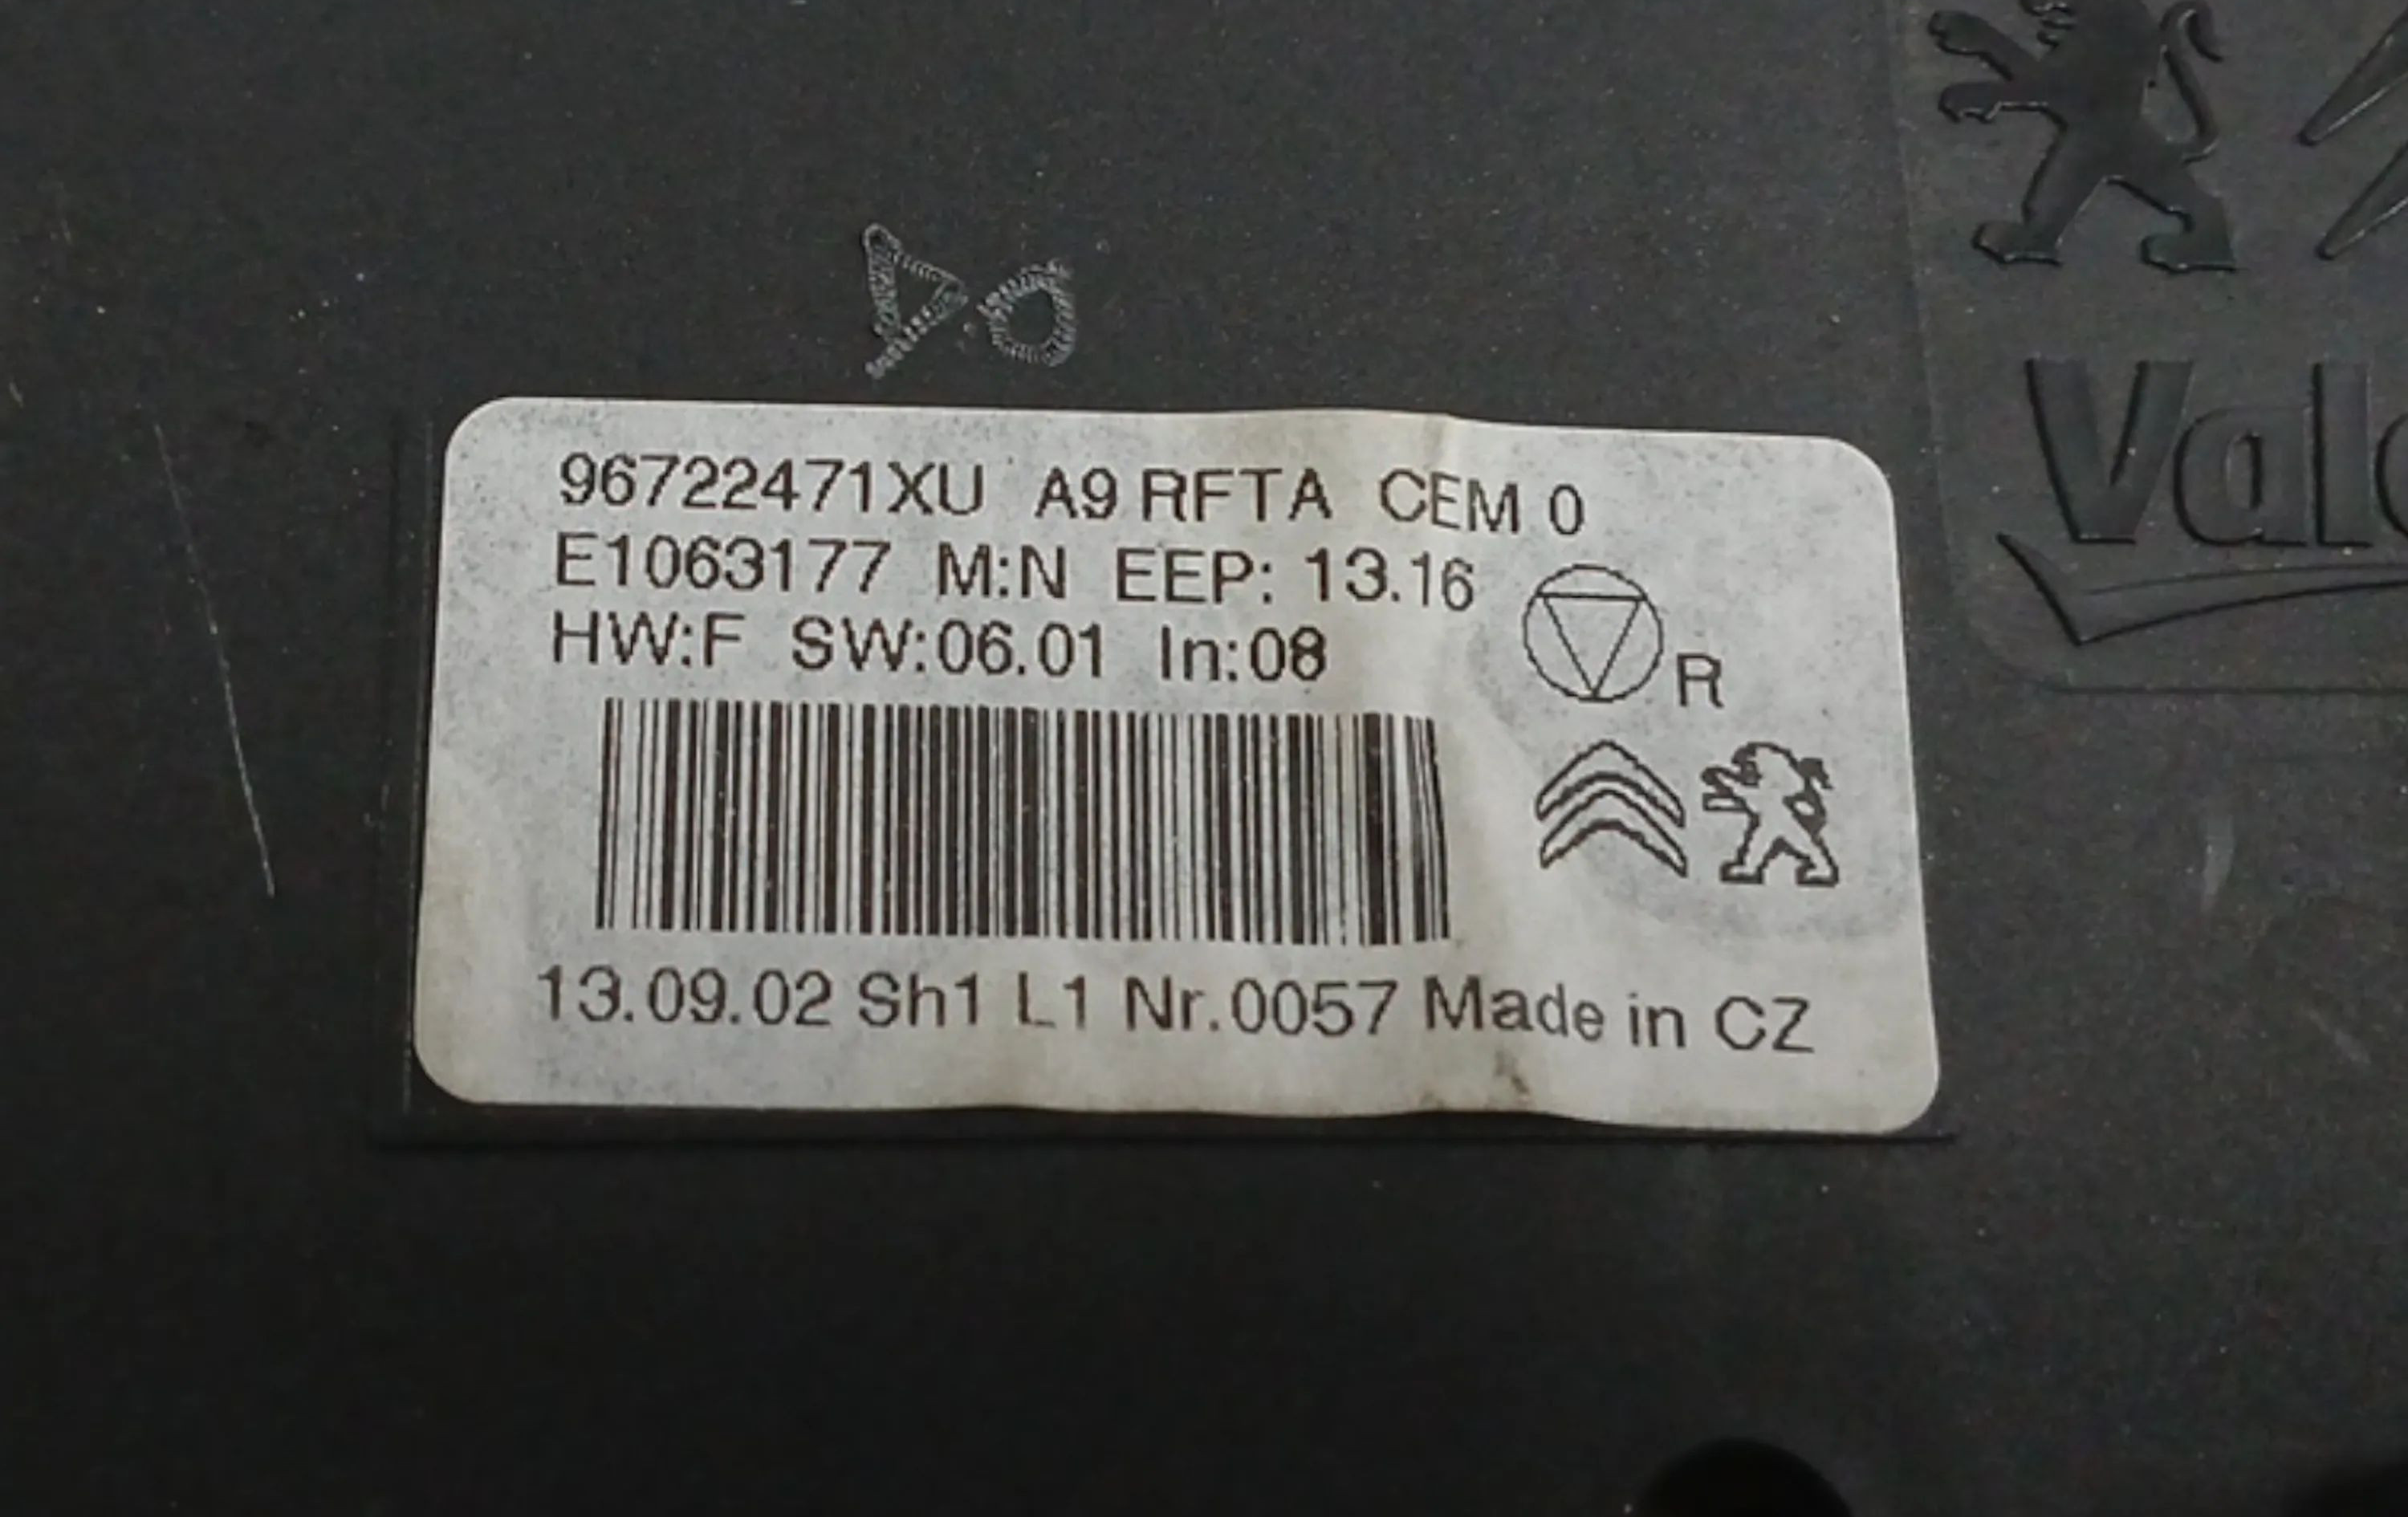 96722471XU A9 RFTA CEM 0
E1063177 M:N EEP: 13.16
HW:F SW:06.01 In:08
R
13.09.02 Sh1 L1 Nr.0057 Made in CZ